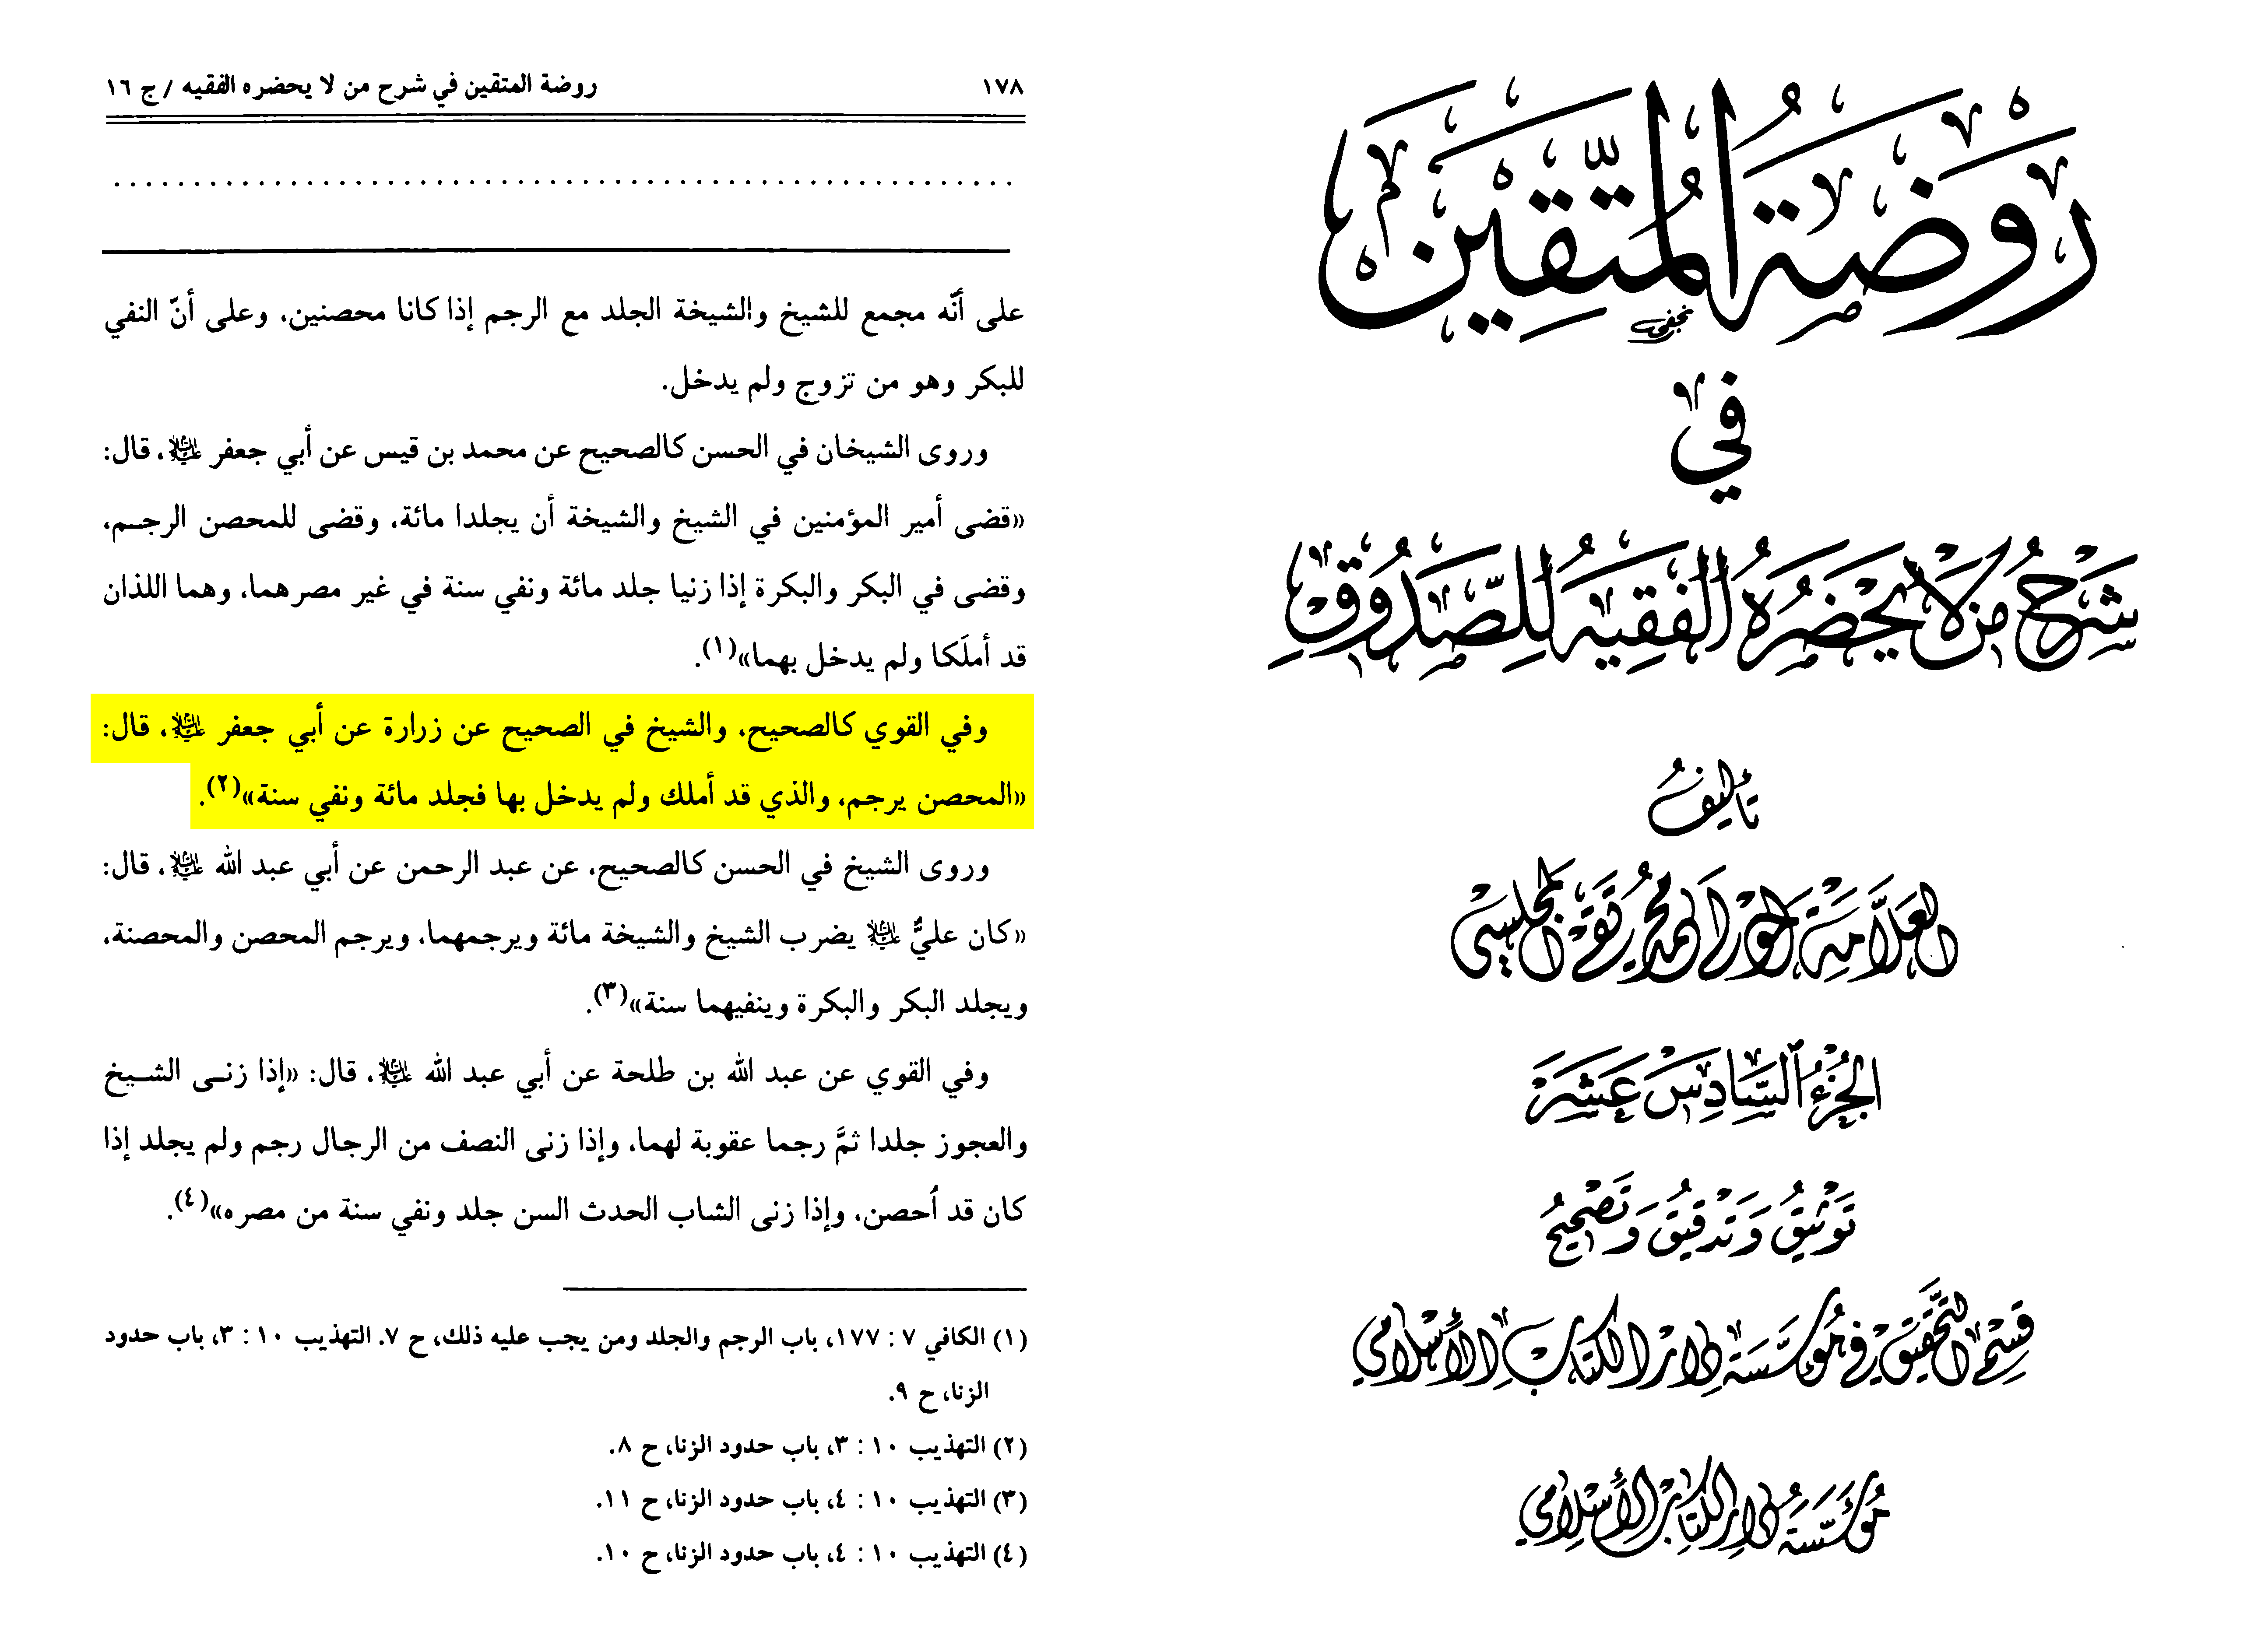 روضة المتقين
نجفي
في
شرح من لا يحضره الفقيه للصدوق
تأليف
العلامة المولى محمد تقي المجلسي
الجزء السادس عشر
توثيق وتدقيق وتصحيح
قسم التحقيق في مؤسسة دار الكتاب الإسلامي
مؤسسة دار الكتاب الإسلامي
١٧٨ روضة المتقين في شرح من لا يحضره الفقيه / ج ١٦
على أنّه مجمع للشيخ والشيخة الجلد مع الرجم إذا كانا محصنين، وعلى أنّ النفي
للبكر وهو من تزوج ولم يدخل.
وروى الشيخان في الحسن كالصحيح عن محمد بن قيس عن أبي جعفر عليه السلام، قال:
«قضى أمير المؤمنين في الشيخ والشيخة أن يجلدا مائة، وقضى للمحصن الرجـم،
وقضى في البكر والبكرة إذا زنيا جلد مائة ونفي سنة في غير مصرهما، وهما اللذان
قد أملَكا ولم يدخل بهما»(١).
وفي القوي كالصحيح، والشيخ في الصحيح عن زرارة عن أبي جعفر عليه السلام، قال:
«المحصن يرجم، والذي قد أملك ولم يدخل بها فجلد مائة ونفي سنة»(٢).
وروى الشيخ في الحسن كالصحيح، عن عبد الرحمن عن أبي عبد الله عليه السلام، قال:
«كان عليٌّ عليه السلام يضرب الشيخ والشيخة مائة ويرجمهما، ويرجم المحصن والمحصنة،
ويجلد البكر والبكرة وينفيهما سنة»(٣).
وفي القوي عن عبد الله بن طلحة عن أبي عبد الله عليه السلام، قال: «إذا زنـى الشـيخ
والعجوز جلدا ثمَّ رجما عقوبة لهما، وإذا زنى النصف من الرجال رجم ولم يجلد إذا
كان قد اُحصن، وإذا زنى الشاب الحدث السن جلد ونفي سنة من مصره»(٤).
(١) الكافي ٧ : ١٧٧، باب الرجم والجلد ومن يجب عليه ذلك، ح ٧. التهذيب ١٠ : ٣، باب حدود
الزنا، ح ٩.
(٢) التهذيب ١٠ : ٣، باب حدود الزنا، ح ٨.
(٣) التهذيب ١٠ : ٤، باب حدود الزنا، ح ١١.
(٤) التهذيب ١٠ : ٤، باب حدود الزنا، ح ١٠.